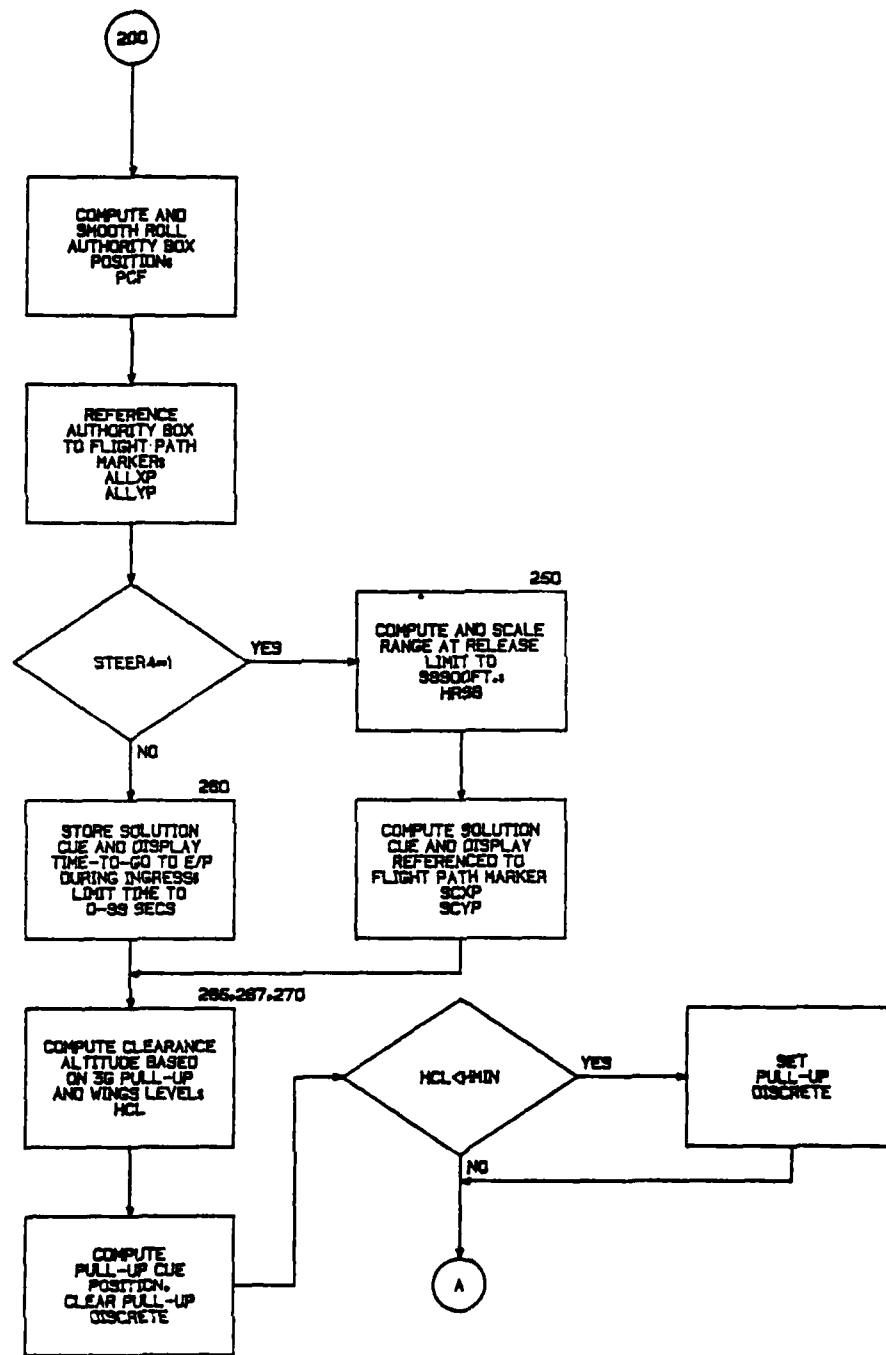 200
COMPUTE AND
SMOOTH ROLL
AUTHORITY BOX
POSITION:
PCF
REFERENCE
AUTHORITY BOX
TO FLIGHT PATH
MARKER:
ALLXP
ALLYP
STEER4=1
YES
NO
250
COMPUTE AND SCALE
RANGE AT RELEASE
LIMIT TO
98900FT.:
HR98
260
STORE SOLUTION
CUE AND DISPLAY
TIME-TO-GO TO E/P
DURING INGRESS:
LIMIT TIME TO
0-99 SECS
COMPUTE SOLUTION
CUE AND DISPLAY
REFERENCED TO
FLIGHT PATH MARKER
SCXP
SCYP
265,267,270
COMPUTE CLEARANCE
ALTITUDE BASED
ON 3G PULL-UP
AND WINGS LEVEL:
HCL
HCL<HMIN
YES
SET
PULL-UP
DISCRETE
NO
COMPUTE
PULL-UP CUE
POSITION.
CLEAR PULL-UP
DISCRETE
A